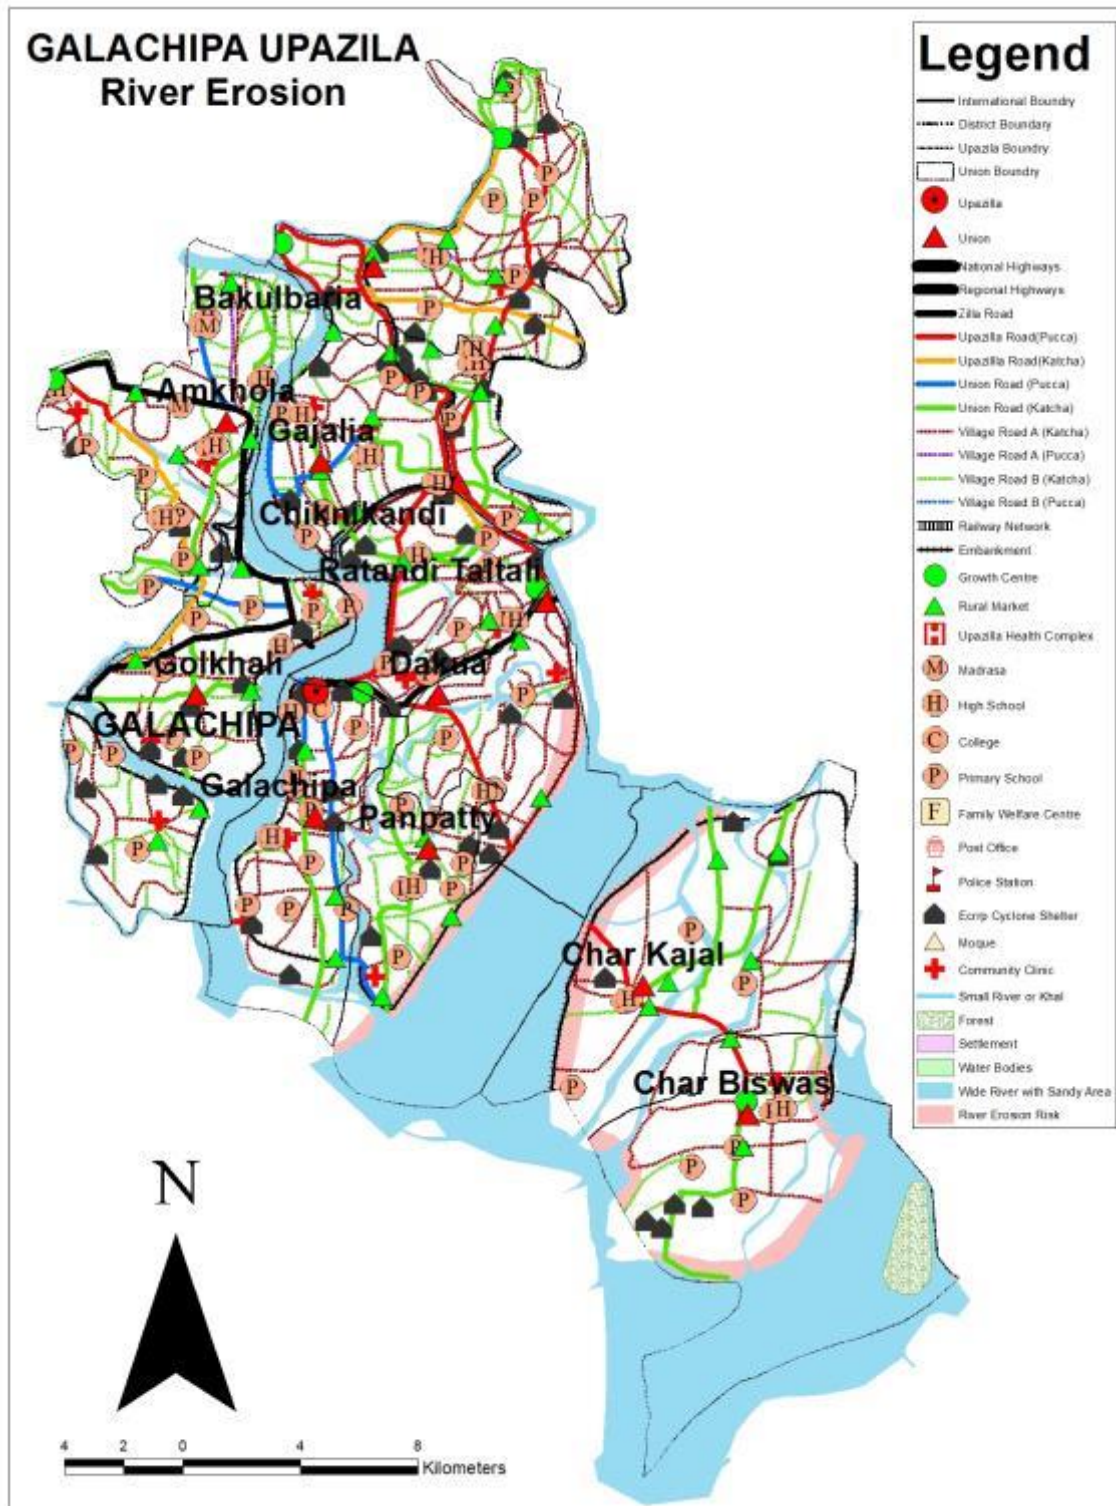 GALACHIPA UPAZILA
River Erosion
Bakulbaria
Amkhola
Gajalia
Chiknikandi
Ratandi Taltali
Golkhali
Dakua
GALACHIPA
Galachipa
Panpatty
Char Kajal
Char Biswas
N
4 2 0 4 8
Kilometers
Legend
International Boundry
District Boundary
Upazila Boundry
Union Boundry
Upazilla
Union
National Highways
Regional Highways
Zilla Road
Upazilla Road(Pucca)
Upazillla Road(Katcha)
Union Road (Pucca)
Union Road (Katcha)
Village Road A (Katcha)
Village Road A (Pucca)
Village Road B (Katcha)
Village Road B (Pucca)
Railway Network
Embankment
Growth Centre
Rural Market
H Upazilla Health Complex
M Madrasa
H High School
C College
P Primary School
F Family Welfare Centre
Post Office
Police Station
Ecrrp Cyclone Shelter
Moque
Community Clinic
Small River or Khal
Forest
Settlement
Water Bodies
Wide River with Sandy Area
River Erosion Risk